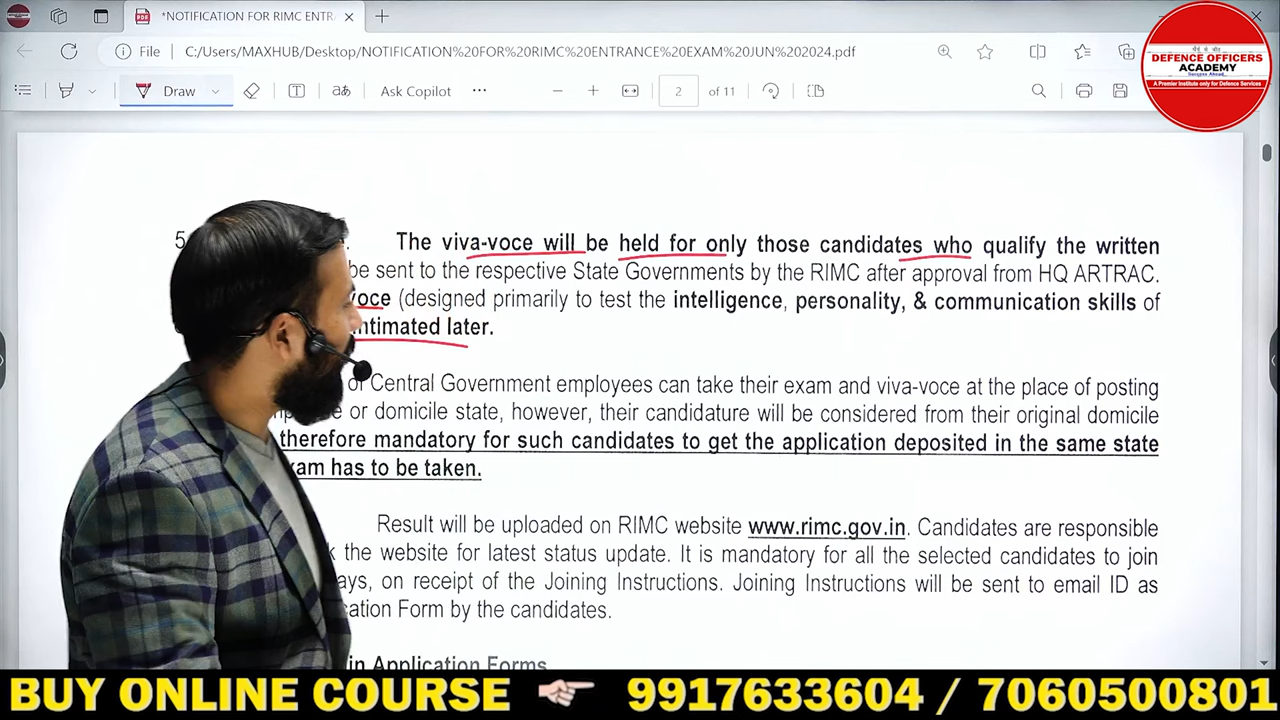 *NOTIFICATION FOR RIMC ENTR
File C:/Users/MAXHUB/Desktop/NOTIFICATION%20FOR%20RIMC%20ENTRANCE%20EXAM%20JUN%202024.pdf
Draw
Ask Copilot
2 of 11
DEFENCE OFFICERS
ACADEMY
Success Ahead...
A Premier Institute only for Defence Services
5
The viva-voce will be held for only those candidates who qualify the written
be sent to the respective State Governments by the RIMC after approval from HQ ARTRAC.
voce (designed primarily to test the intelligence, personality, & communication skills of
intimated later.
of Central Government employees can take their exam and viva-voce at the place of posting
or domicile state, however, their candidature will be considered from their original domicile
therefore mandatory for such candidates to get the application deposited in the same state
xam has to be taken.
Result will be uploaded on RIMC website www.rimc.gov.in. Candidates are responsible
k the website for latest status update. It is mandatory for all the selected candidates to join
ays, on receipt of the Joining Instructions. Joining Instructions will be sent to email ID as
cation Form by the candidates.
in Application Forms
BUY ONLINE COURSE 9917633604 / 7060500801